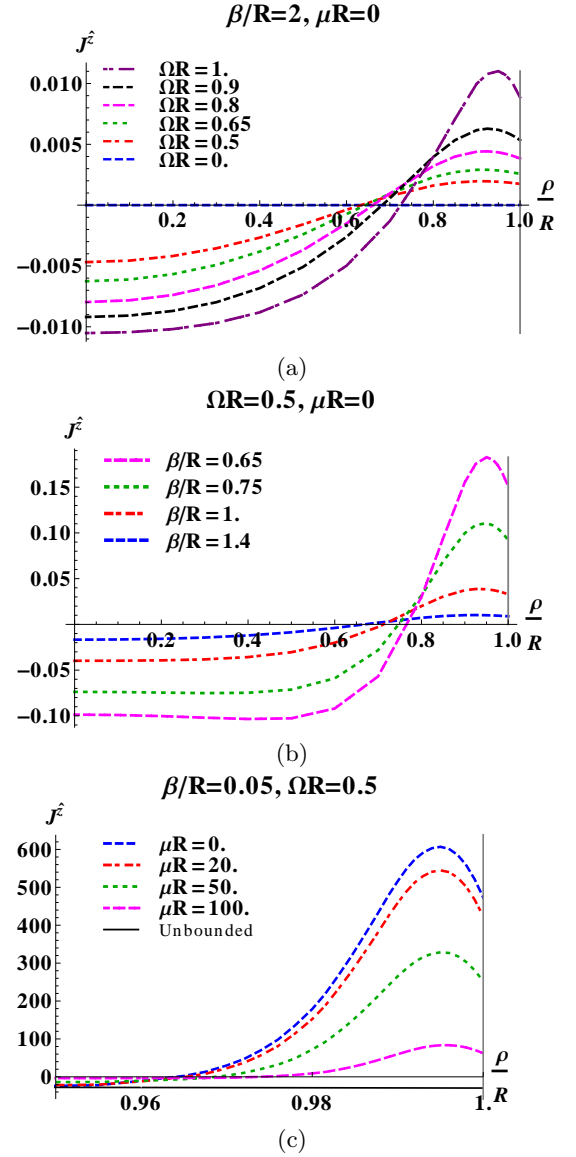 β/R=2, μR=0
J^ẑ
0.010
0.005
−0.005
−0.010
ΩR=1.
ΩR=0.9
ΩR=0.8
ΩR=0.65
ΩR=0.5
ΩR=0.
0.2 0.4 0.6 0.8 1.0
ρ/R
(a)
ΩR=0.5, μR=0
J^ẑ
0.15
0.10
0.05
−0.05
−0.10
β/R=0.65
β/R=0.75
β/R=1.
β/R=1.4
0.2 0.4 0.6 0.8 1.0
ρ/R
(b)
β/R=0.05, ΩR=0.5
J^ẑ
600
500
400
300
200
100
0
μR=0.
μR=20.
μR=50.
μR=100.
Unbounded
0.96 0.98 1.
ρ/R
(c)